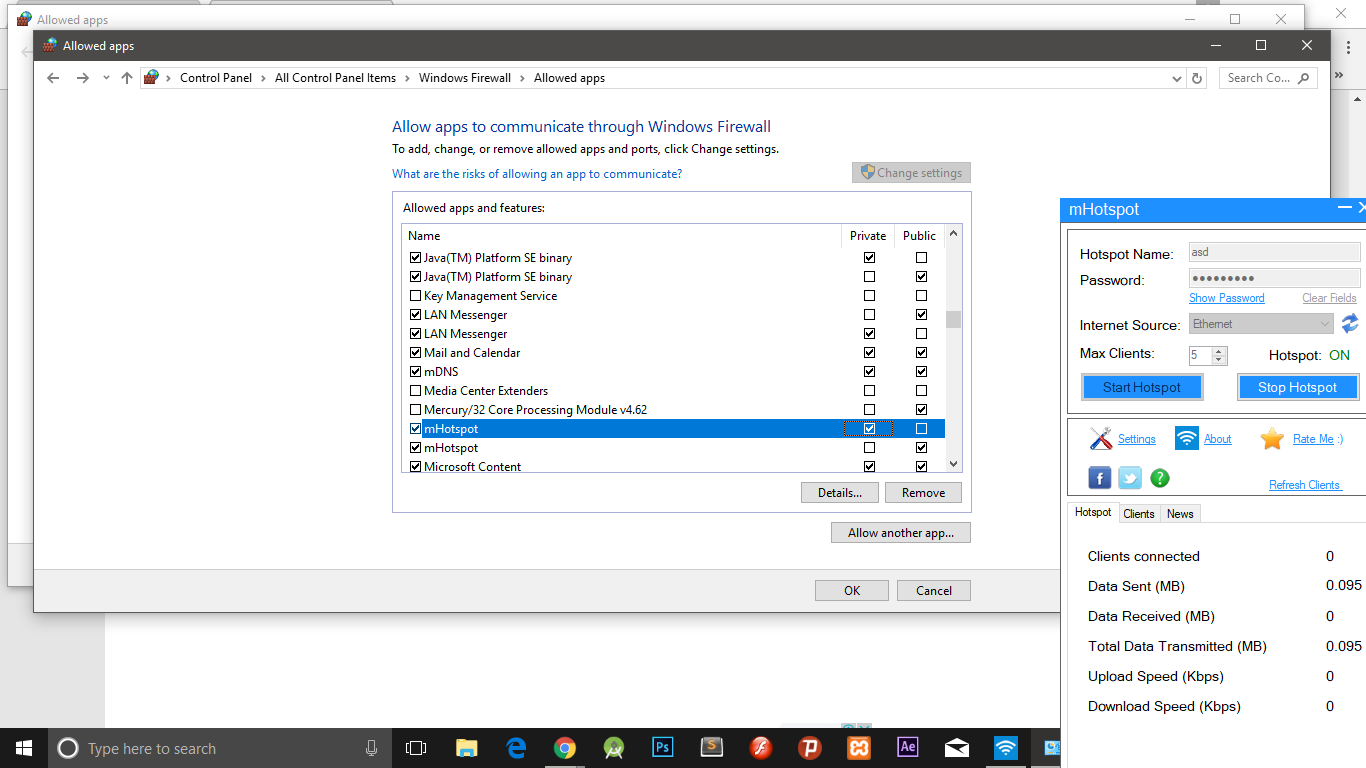 Allowed apps
Allowed apps
Control Panel > All Control Panel Items > Windows Firewall > Allowed apps
Search Co...
Allow apps to communicate through Windows Firewall
To add, change, or remove allowed apps and ports, click Change settings.
What are the risks of allowing an app to communicate?
Change settings
Allowed apps and features:
Name Private Public
Java(TM) Platform SE binary
Java(TM) Platform SE binary
Key Management Service
LAN Messenger
LAN Messenger
Mail and Calendar
mDNS
Media Center Extenders
Mercury/32 Core Processing Module v4.62
mHotspot
mHotspot
Microsoft Content
Details... Remove
Allow another app...
OK Cancel
mHotspot
Hotspot Name: asd
Password: •••••••••
Show Password Clear Fields
Internet Source: Ethernet
Max Clients: 5 Hotspot: ON
Start Hotspot Stop Hotspot
Settings About Rate Me :)
f ? Refresh Clients
Hotspot Clients News
Clients connected 0
Data Sent (MB) 0.095
Data Received (MB) 0
Total Data Transmitted (MB) 0.095
Upload Speed (Kbps) 0
Download Speed (Kbps) 0
Type here to search
Ps S P Ae